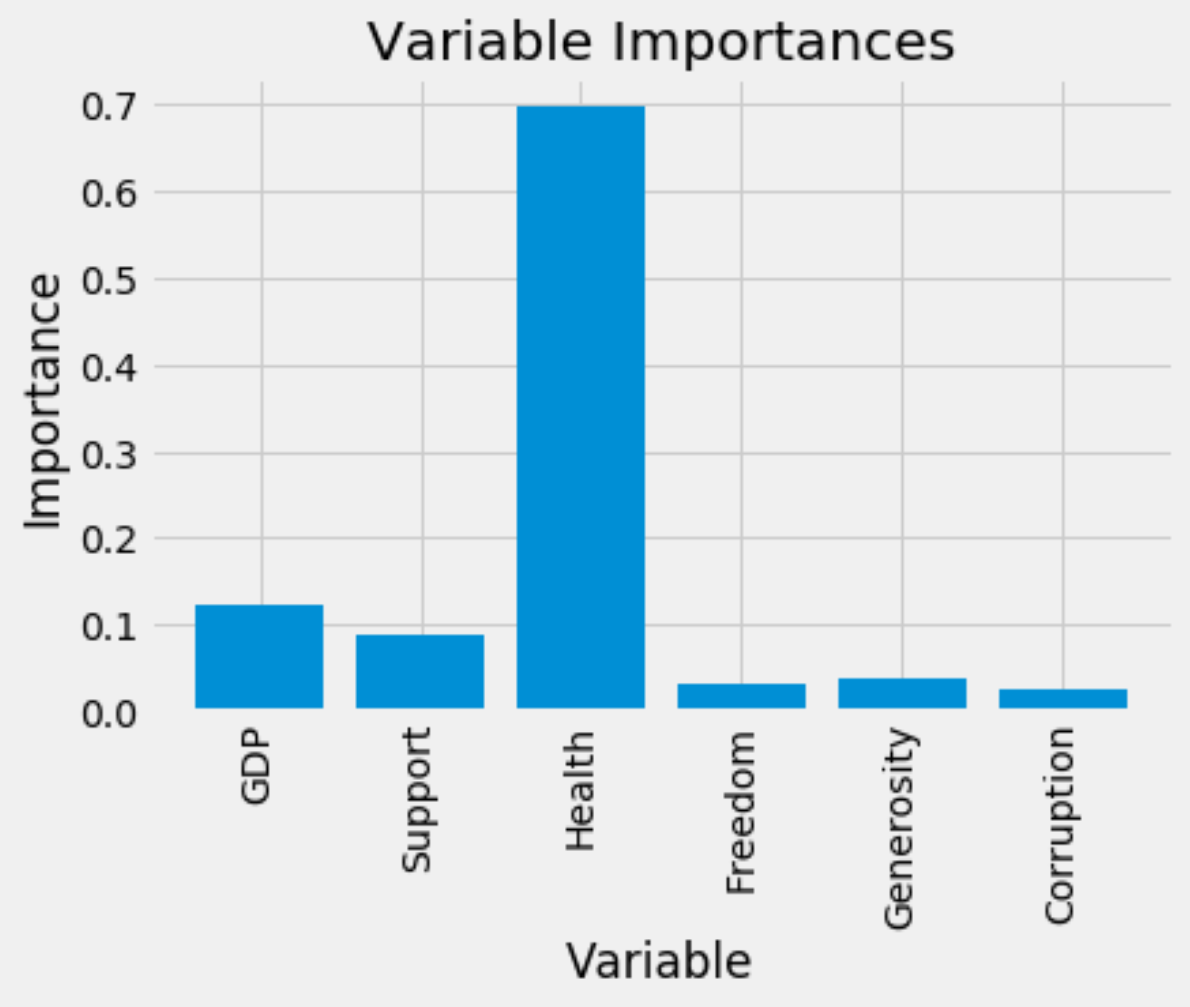 Variable Importances
Importance
0.7
0.6
0.5
0.4
0.3
0.2
0.1
0.0
GDP
Support
Health
Freedom
Generosity
Corruption
Variable